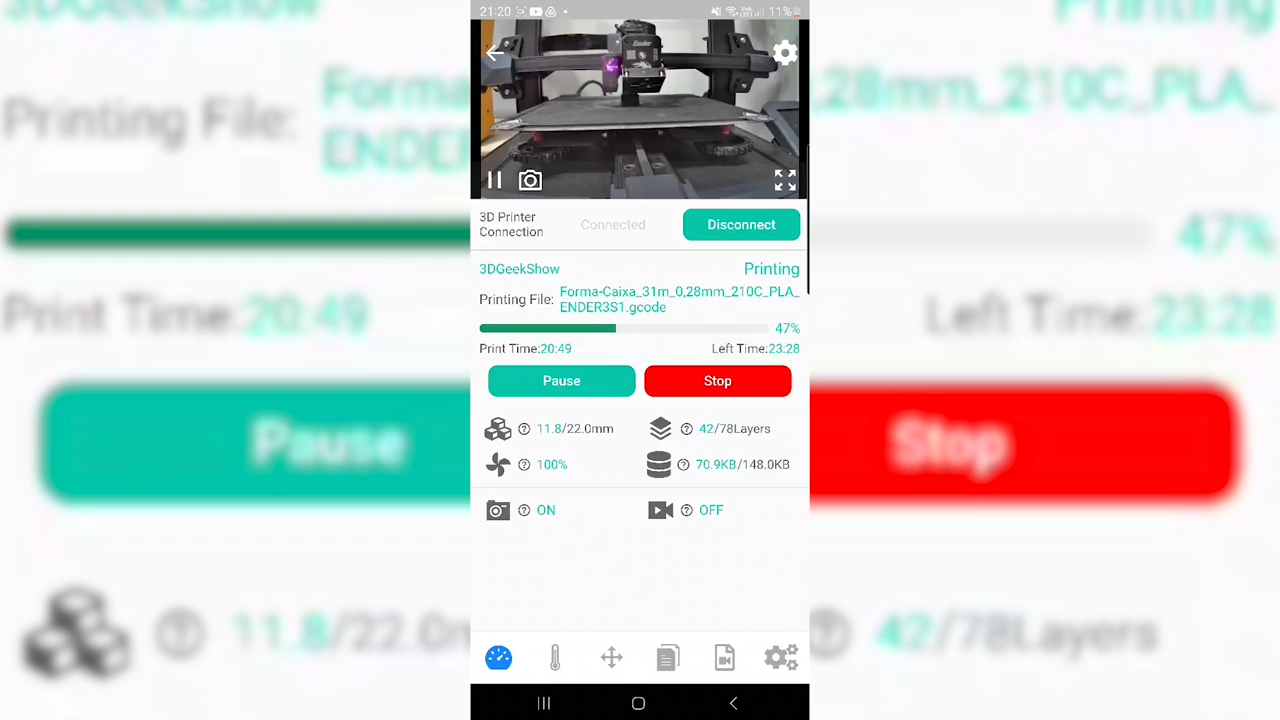 21:20
11%
Ender
3D Printer
Connection
Connected
Disconnect
3DGeekShow
Printing
Printing File:
Forma-Caixa_31m_0,28mm_210C_PLA_
ENDER3S1.gcode
47%
Print Time:20:49
Left Time:23:28
Pause
Stop
11.8/22.0mm
42/78Layers
100%
70.9KB/148.0KB
ON
OFF